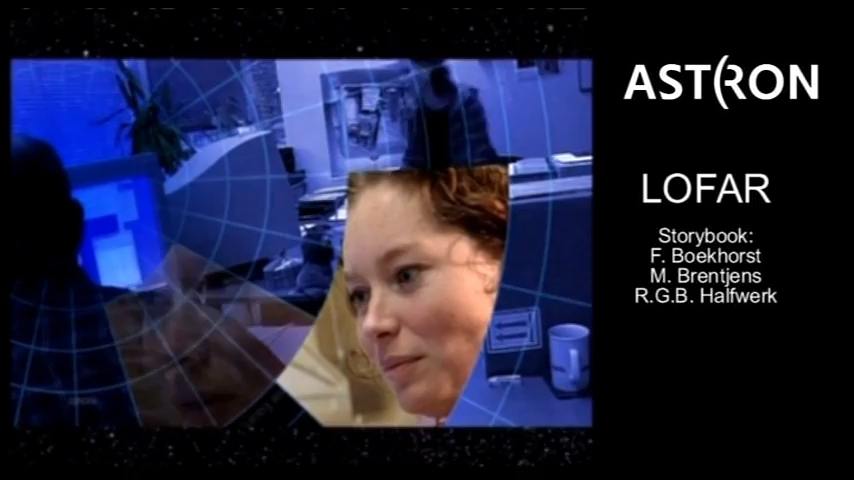 ASTRON
LOFAR
Storybook:
F. Boekhorst
M. Brentjens
R.G.B. Halfwerk